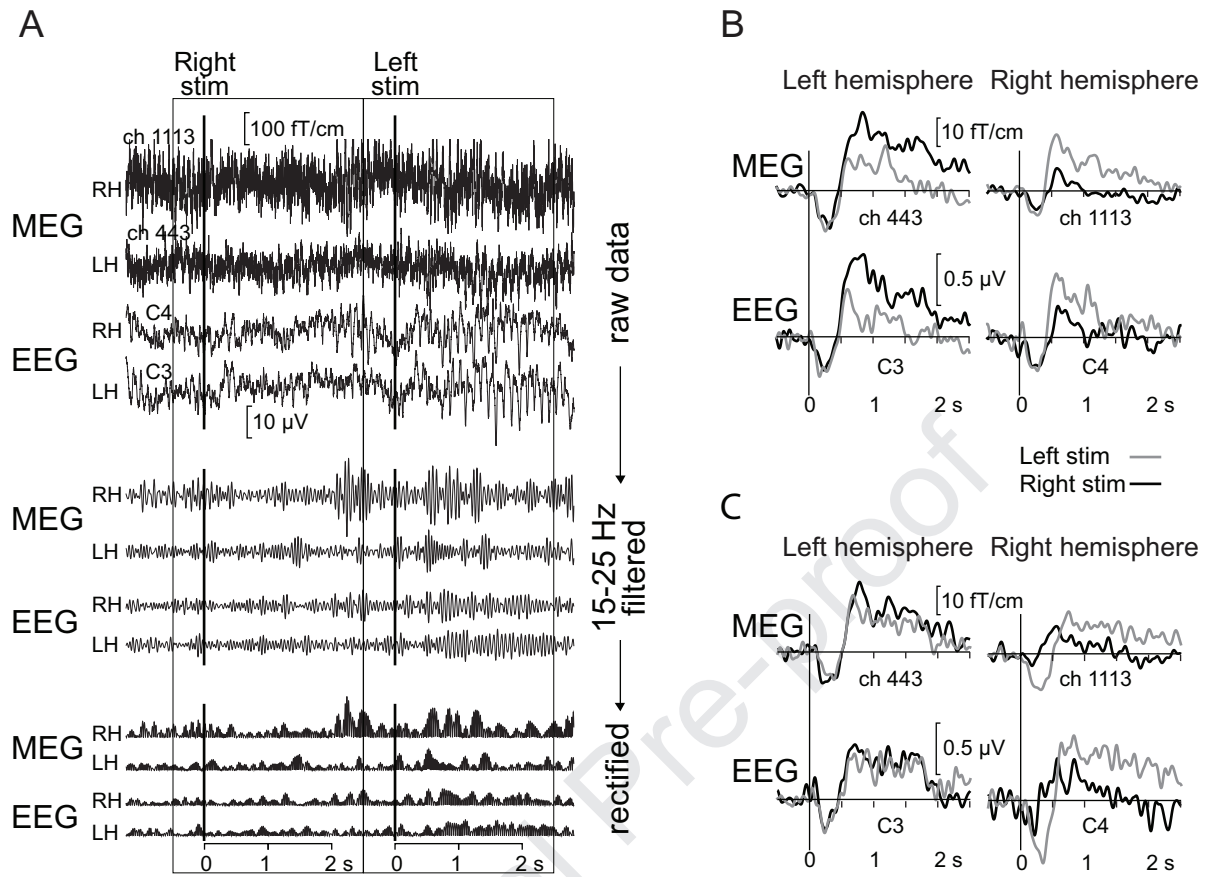 A
Right
stim
Left
stim
ch 1113
100 fT/cm
RH
MEG
ch 443
LH
C4
RH
EEG
C3
LH
10 µV
raw data
MEG
RH
LH
EEG
RH
LH
15-25 Hz
filtered
MEG
RH
LH
EEG
RH
LH
rectified
0 1 2 s 0 1 2 s
B
Left hemisphere Right hemisphere
MEG
10 fT/cm
ch 443 ch 1113
EEG
0.5 µV
C3 C4
0 1 2 s 0 1 2 s
Left stim
Right stim
C
Left hemisphere Right hemisphere
MEG
10 fT/cm
ch 443 ch 1113
EEG
0.5 µV
C3 C4
0 1 2 s 0 1 2 s
Pre-proof